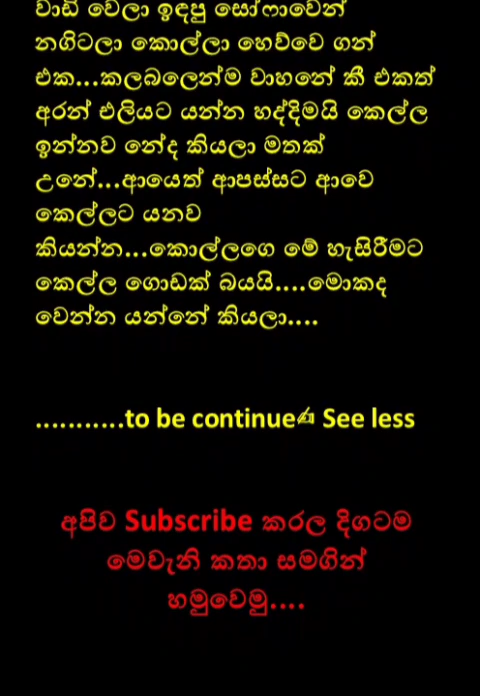 වාඩි වෙලා ඉඳපු සෝෆාවෙන්
නගිටලා කොල්ලා හෙව්වෙ ගන්
එක...කලබලෙන්ම වාහනේ කී එකත්
අරන් එලියට යන්න හද්දිමයි කෙල්ල
ඉන්නව නේද කියලා මතක්
උනේ...ආයෙත් ආපස්සට ආවෙ
කෙල්ලට යනව
කියන්න...කොල්ලගෙ මේ හැසිරීමට
කෙල්ල ගොඩක් බයයි....මොකද
වෙන්න යන්නේ කියලා....
...........to be continue✍ See less
අපිව Subscribe කරල දිගටම
මෙවැනි කතා සමගින්
හමුවෙමු....